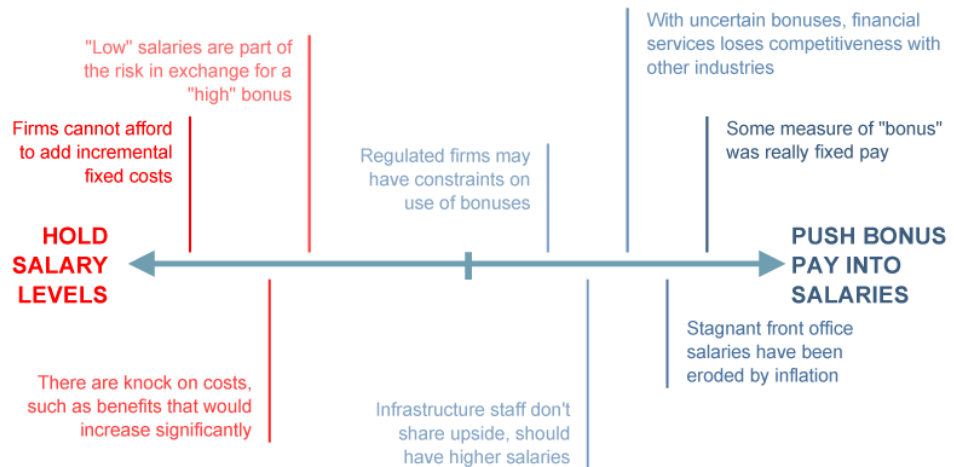 "Low" salaries are part of
the risk in exchange for a
"high" bonus
With uncertain bonuses, financial
services loses competitiveness with
other industries
Firms cannot afford
to add incremental
fixed costs
Regulated firms may
have constraints on
use of bonuses
Some measure of "bonus"
was really fixed pay
HOLD
SALARY
LEVELS
PUSH BONUS
PAY INTO
SALARIES
There are knock on costs,
such as benefits that would
increase significantly
Infrastructure staff don't
share upside, should
have higher salaries
Stagnant front office
salaries have been
eroded by inflation